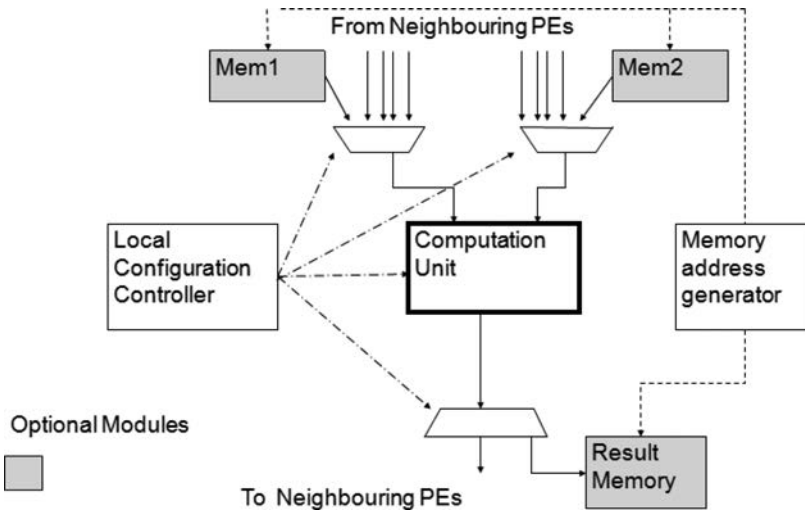 From Neighbouring PEs
Mem1
Mem2
Local
Configuration
Controller
Computation
Unit
Memory
address
generator
Optional Modules
Result
Memory
To Neighbouring PEs